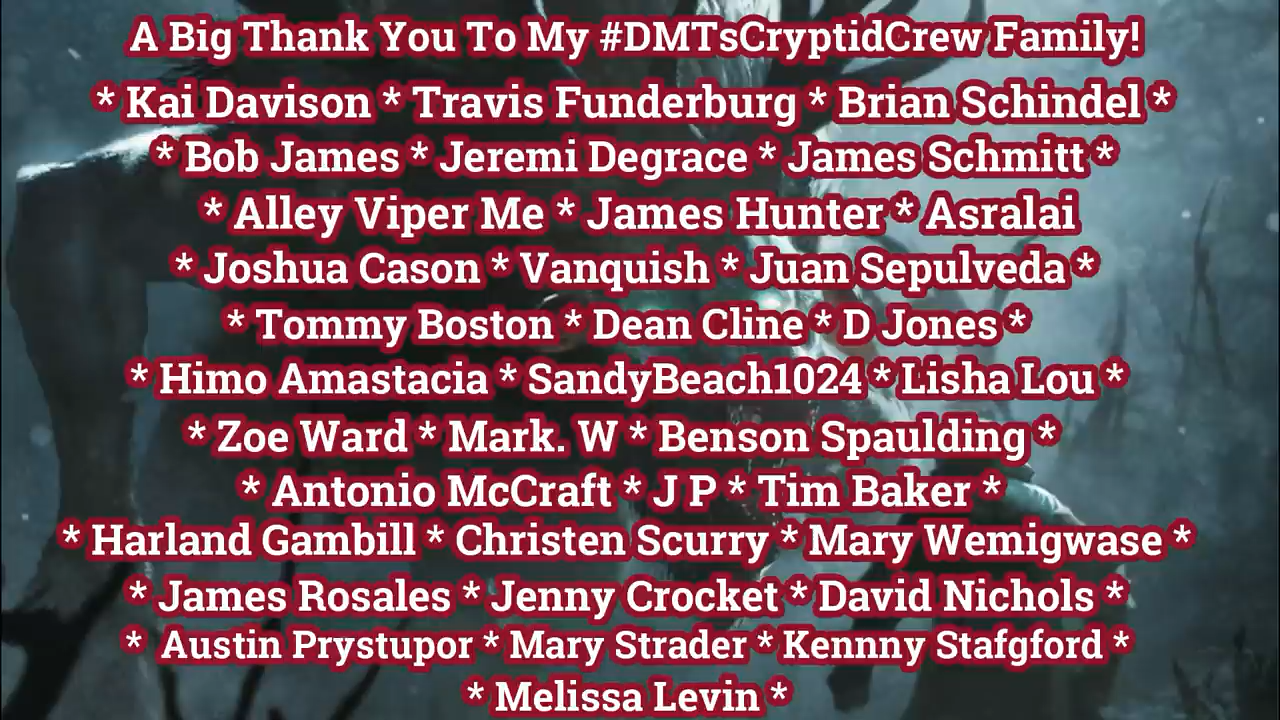 A Big Thank You To My #DMTsCryptidCrew Family!
* Kai Davison * Travis Funderburg * Brian Schindel *
* Bob James * Jeremi Degrace * James Schmitt *
* Alley Viper Me * James Hunter * Asralai
* Joshua Cason * Vanquish * Juan Sepulveda *
* Tommy Boston * Dean Cline * D Jones *
* Himo Amastacia * SandyBeach1024 * Lisha Lou *
* Zoe Ward * Mark. W * Benson Spaulding *
* Antonio McCraft * J P * Tim Baker *
* Harland Gambill * Christen Scurry * Mary Wemigwase *
* James Rosales * Jenny Crocket * David Nichols *
* Austin Prystupor * Mary Strader * Kennny Stafgford *
* Melissa Levin *